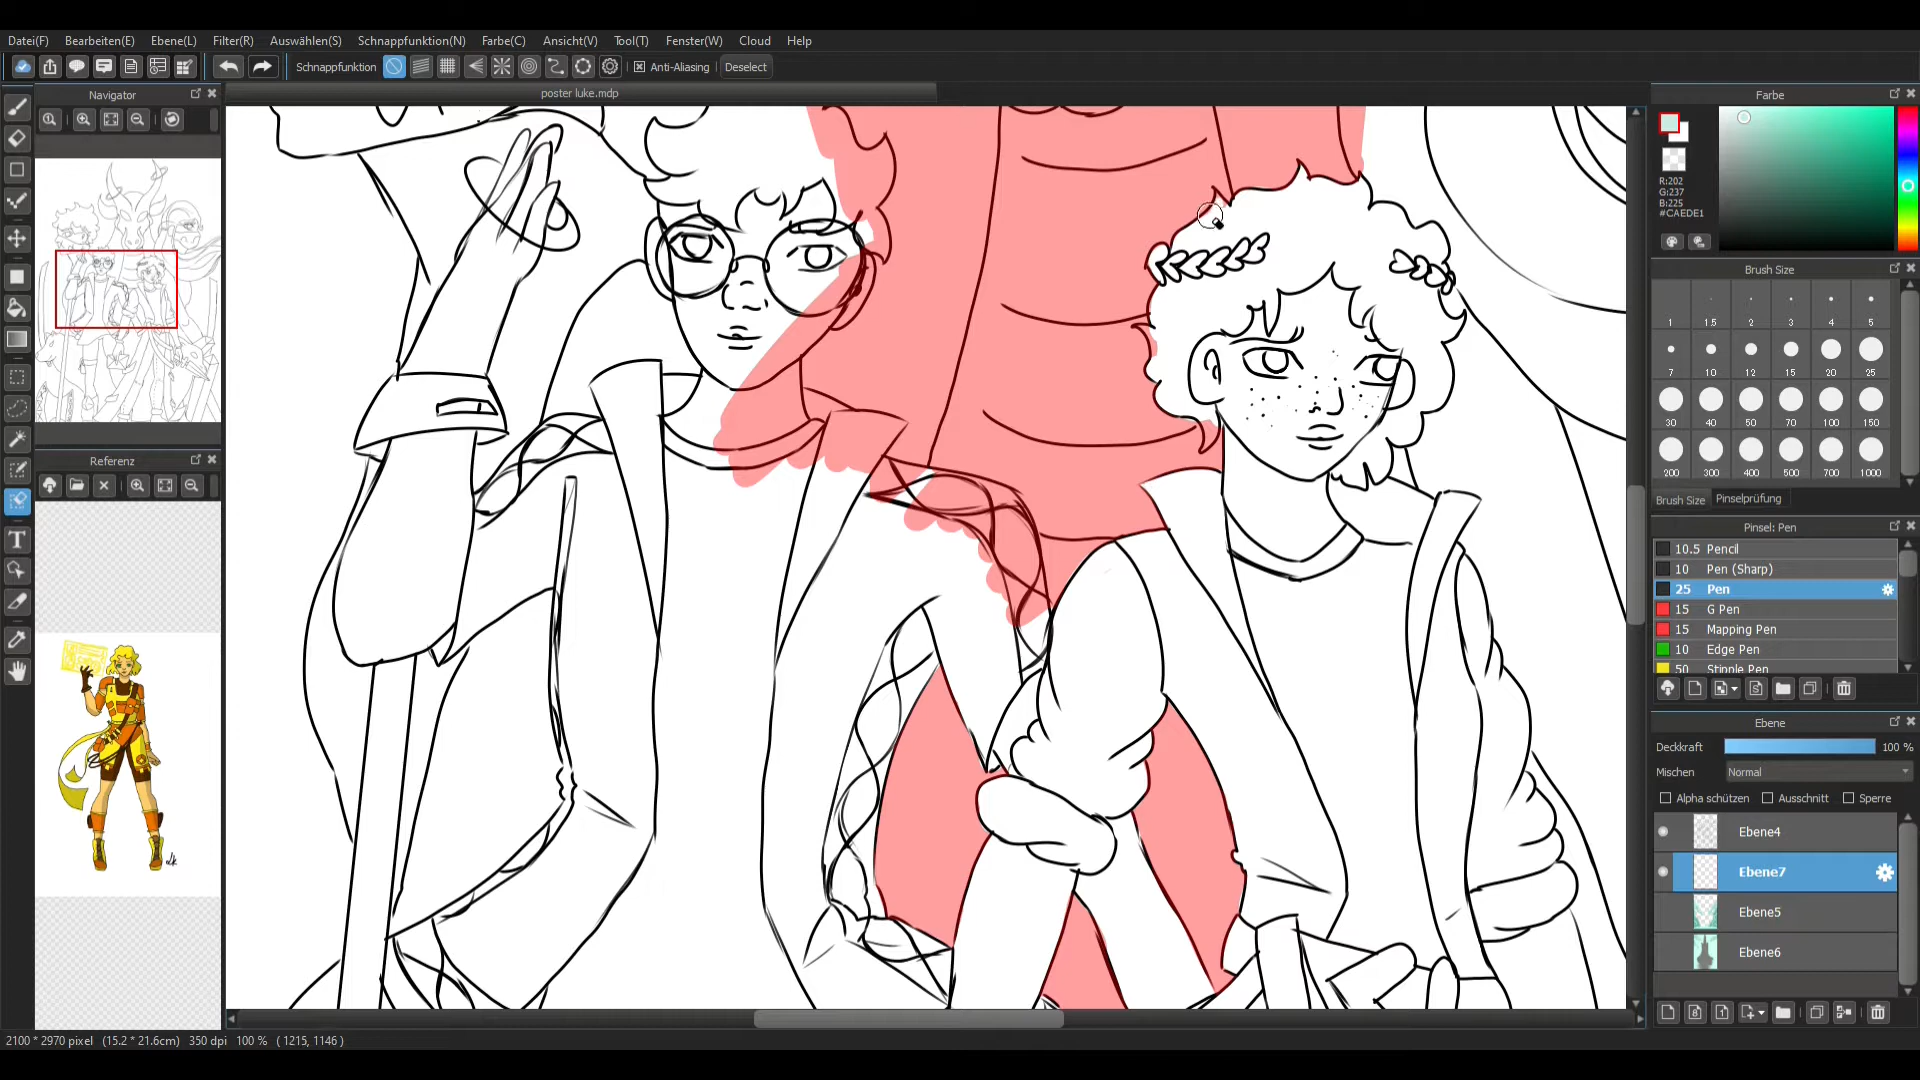 Datei(F) Bearbeiten(E) Ebene(L) Filter(R) Auswählen(S) Schnappfunktion(N) Farbe(C) Ansicht(V) Tool(T) Fenster(W) Cloud Help
Schnappfunktion Anti-Aliasing Deselect
Navigator
poster luke.mdp
Farbe
R:202
G:237
B:225
#CAEDE1
Brush Size
1 1.5 2 3 4 5
7 10 12 15 20 25
30 40 50 70 100 150
200 300 400 500 700 1000
Brush Size Pinselprüfung
Referenz
Pinsel: Pen
10.5 Pencil
10 Pen (Sharp)
25 Pen
15 G Pen
15 Mapping Pen
10 Edge Pen
50 Stipple Pen
Ebene
Deckkraft 100 %
Mischen Normal
Alpha schützen Ausschnitt Sperre
Ebene4
Ebene7
Ebene5
Ebene6
2100 * 2970 pixel (15.2 * 21.6cm) 350 dpi 100 % ( 1215, 1146 )